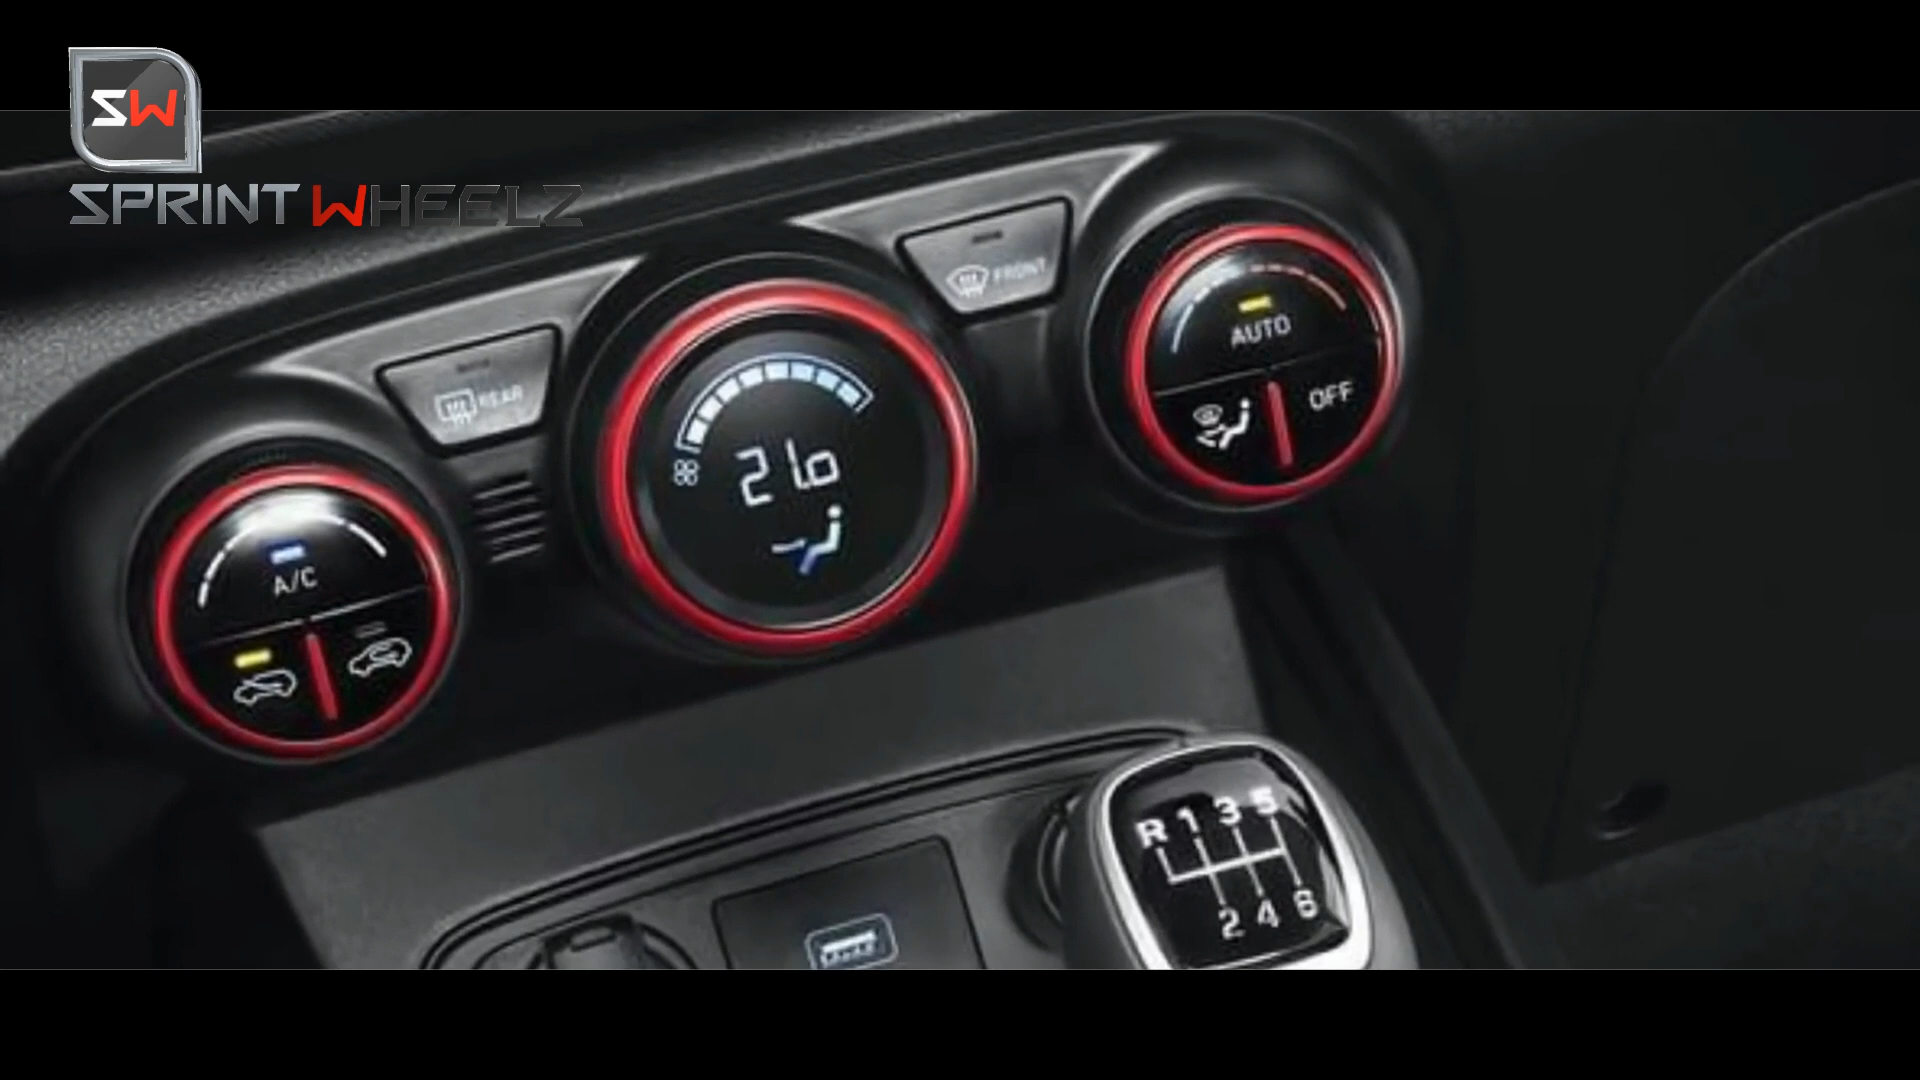 SW
SPRINT WHEELZ
FRONT
AUTO
OFF
REAR
21.0
A/C
R 1 3 5
2 4 6